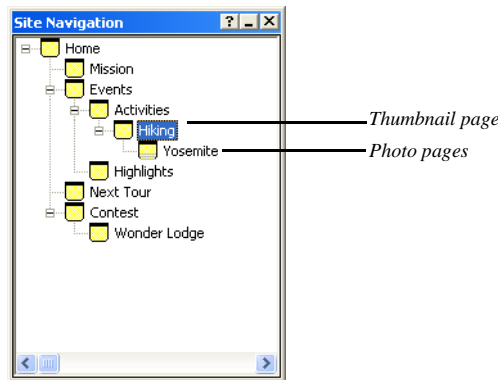 Site Navigation
Home
Mission
Events
Activities
Hiking
Thumbnail page
Yosemite
Photo pages
Highlights
Next Tour
Contest
Wonder Lodge